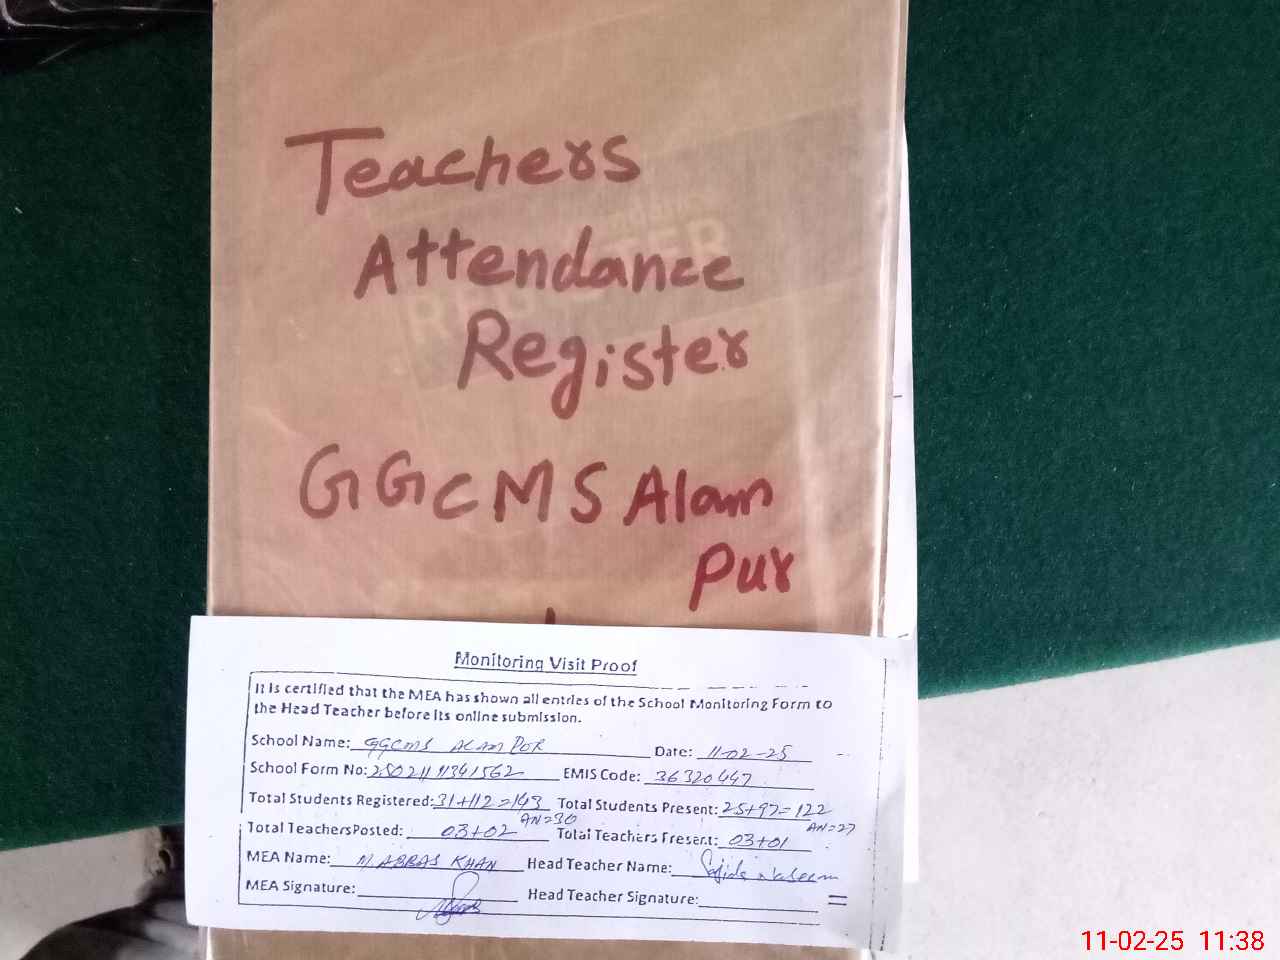 Teachers
Attendance
Register
GGCMS Alam
Pur
Monitoring Visit Proof
It is certified that the MEA has shown all entries of the School Monitoring Form to
the Head Teacher before its online submission.
School Name: GGCMS ALAM POR Date: 11-02-25
School Form No: EMIS Code: 36320447
Total Students Registered: 31+112=143 Total Students Present: 25+97=122
AN=30 AN=27
Total Teachers Posted: 03+02 Total Teachers Present: 03+01
MEA Name: M ABBAS KHAN Head Teacher Name: Sajida
MEA Signature: Head Teacher Signature:
11-02-25 11:38